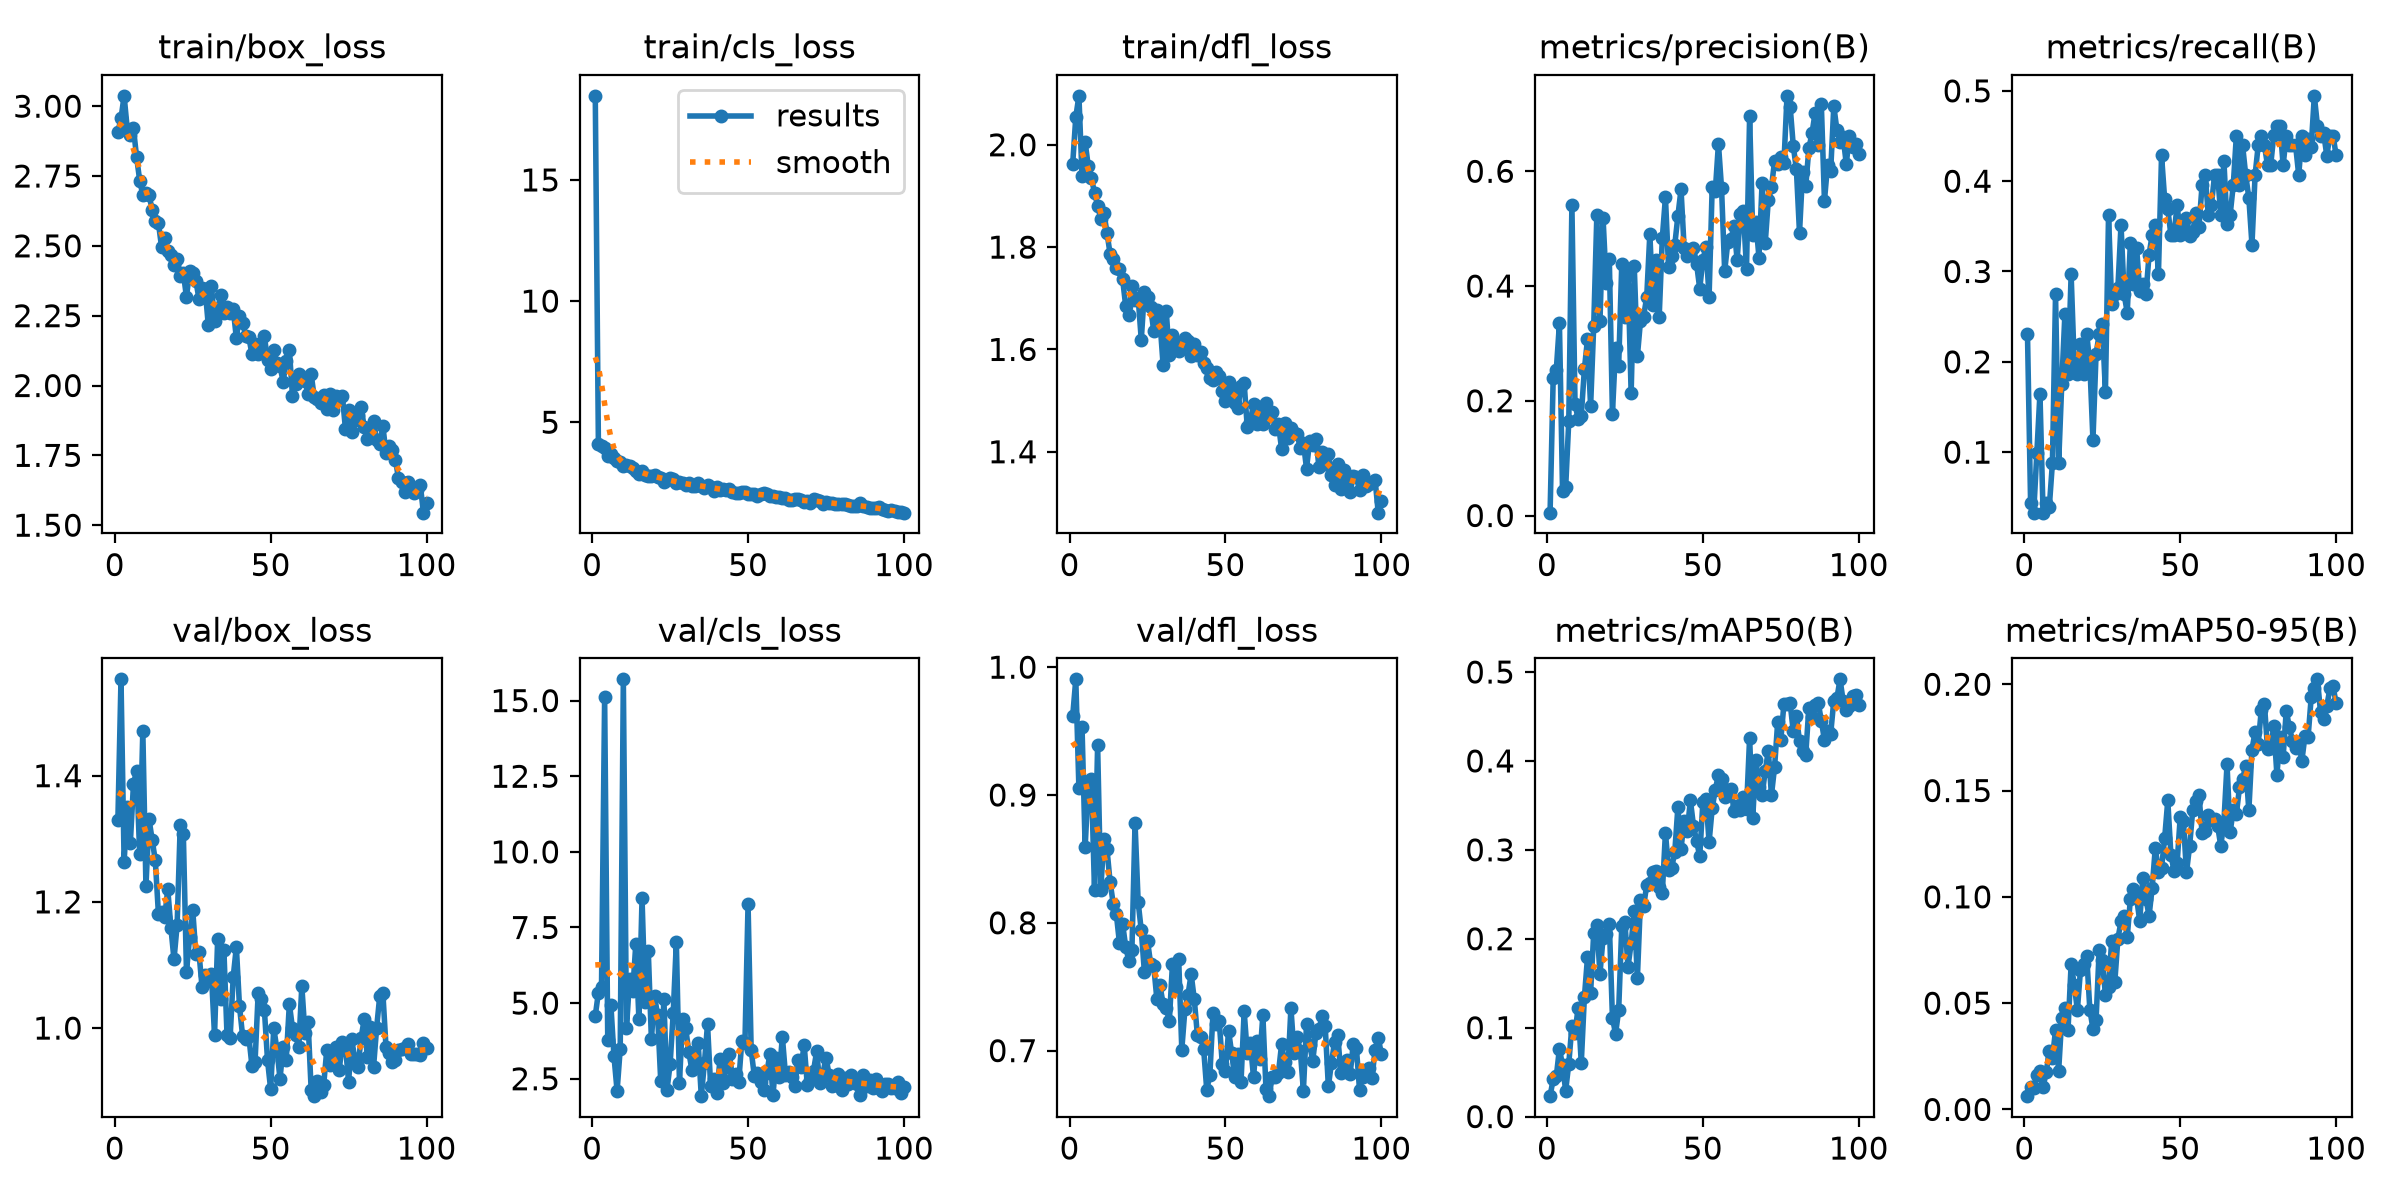 train/box_loss
train/cls_loss
train/dfl_loss
metrics/precision(B)
metrics/recall(B)
3.00
2.75
2.50
2.25
2.00
1.75
1.50
0 50 100
results
smooth
15
10
5
0 50 100
2.0
1.8
1.6
1.4
0 50 100
0.6
0.4
0.2
0.0
0 50 100
0.5
0.4
0.3
0.2
0.1
0 50 100
val/box_loss
val/cls_loss
val/dfl_loss
metrics/mAP50(B)
metrics/mAP50-95(B)
1.4
1.2
1.0
0 50 100
15.0
12.5
10.0
7.5
5.0
2.5
0 50 100
1.0
0.9
0.8
0.7
0 50 100
0.5
0.4
0.3
0.2
0.1
0.0
0 50 100
0.20
0.15
0.10
0.05
0.00
0 50 100